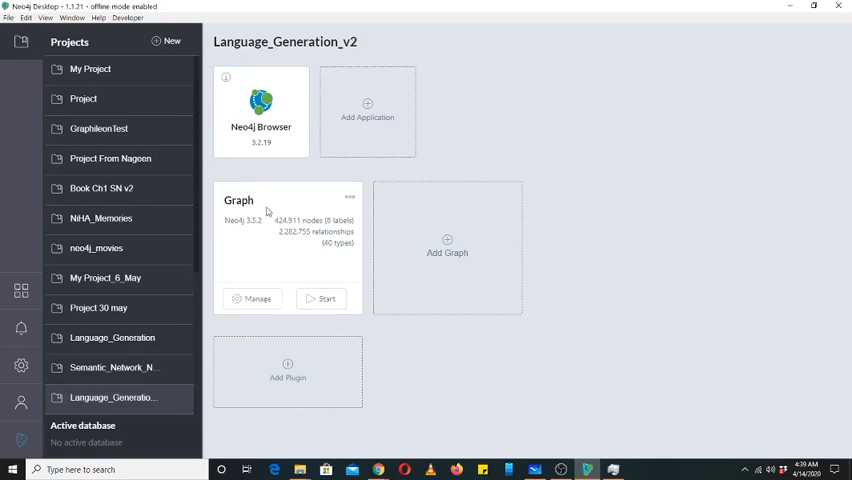 Neo4j Desktop - 1.1.21 - offline mode enabled
File Edit View Window Help Developer
Projects
New
My Project
Project
GraphileonTest
Project From Nageen
Book Ch1 SN v2
NiHA_Memories
neo4j_movies
My Project_6_May
Project 30 may
Language_Generation
Semantic_Network_N...
Language_Generatio...
Active database
No active database
Language_Generation_v2
Neo4j Browser
3.2.19
Add Application
Graph
Neo4j 3.5.2 424,911 nodes (8 labels)
2,282,755 relationships
(40 types)
Manage Start
Add Graph
Add Plugin
Type here to search
4:39 AM
4/14/2020